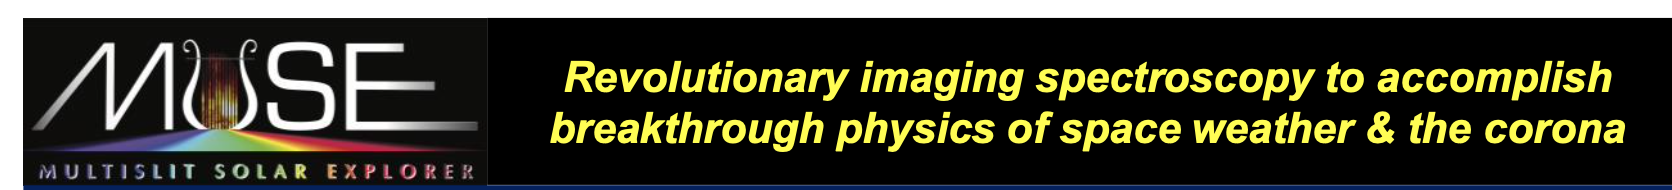 MUSE
MULTISLIT SOLAR EXPLORER
Revolutionary imaging spectroscopy to accomplish
breakthrough physics of space weather & the corona